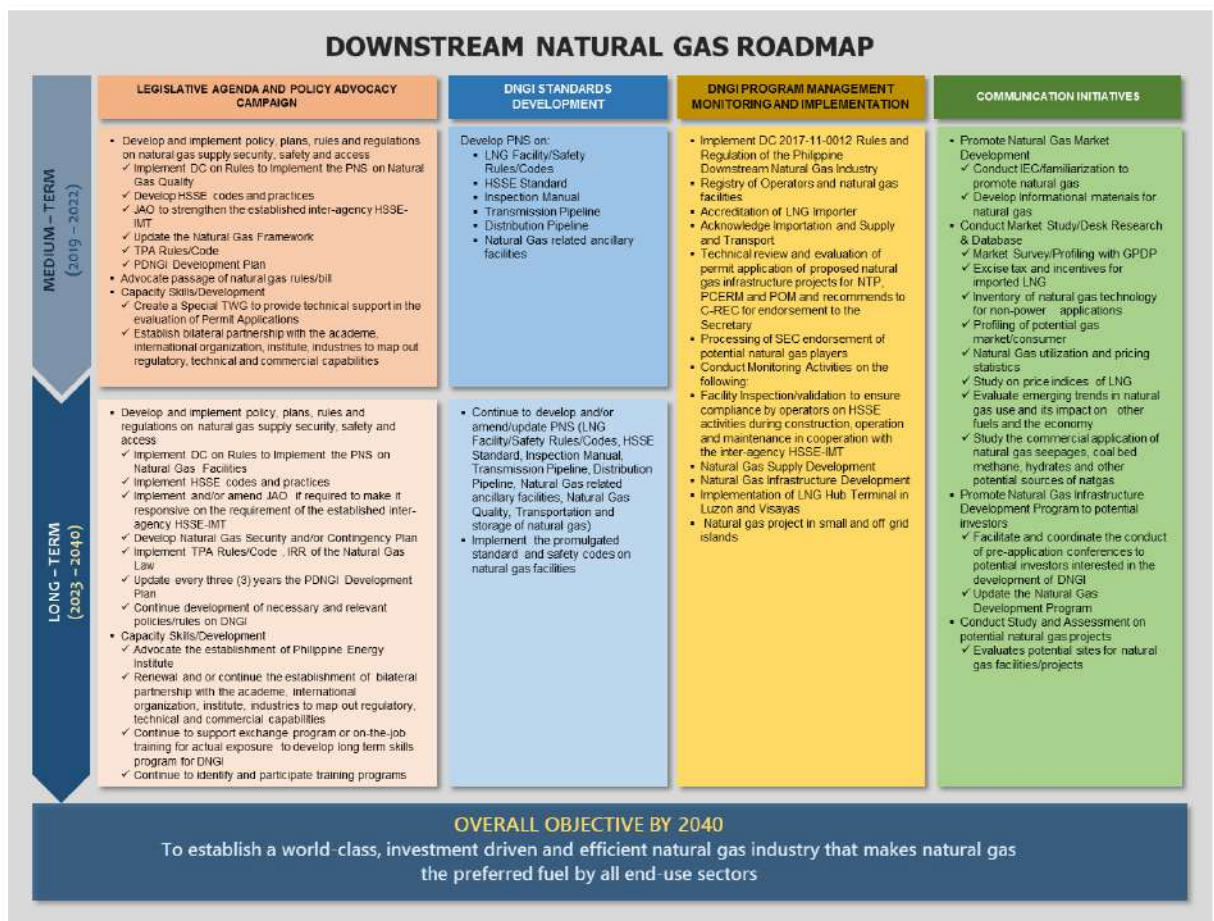 DOWNSTREAM NATURAL GAS ROADMAP
MEDIUM – TERM
(2019 – 2022)
LONG – TERM
(2023 – 2040)
LEGISLATIVE AGENDA AND POLICY ADVOCACY
CAMPAIGN
▪ Develop and implement policy, plans, rules and regulations
on natural gas supply security, safety and access
✓ Implement DC on Rules to Implement the PNS on Natural
Gas Quality
✓ Develop HSSE codes and practices
✓ JAO to strengthen the established inter-agency HSSE-
IMT
✓ Update the Natural Gas Framework
✓ TPA Rules/Code
✓ PDNGI Development Plan
▪ Advocate passage of natural gas rules/bill
▪ Capacity Skills/Development
✓ Create a Special TWG to provide technical support in the
evaluation of Permit Applications
✓ Establish bilateral partnership with the academe,
international organization, institute, industries to map out
regulatory, technical and commercial capabilities
▪ Develop and implement policy, plans, rules and
regulations on natural gas supply security, safety and
access
✓ Implement DC on Rules to Implement the PNS on
Natural Gas Facilities
✓ Implement HSSE codes and practices
✓ Implement and/or amend JAO if required to make it
responsive on the requirement of the established inter-
agency HSSE-IMT
✓ Develop Natural Gas Security and/or Contingency Plan
✓ Implement TPA Rules/Code , IRR of the Natural Gas
Law
✓ Update every three (3) years the PDNGI Development
Plan
✓ Continue development of necessary and relevant
policies/rules on DNGI
▪ Capacity Skills/Development
✓ Advocate the establishment of Philippine Energy
Institute
✓ Renewal and or continue the establishment of bilateral
partnership with the academe, international
organization, institute, industries to map out regulatory,
technical and commercial capabilities
✓ Continue to support exchange program or on-the-job
training for actual exposure to develop long term skills
program for DNGI
✓ Continue to identify and participate training programs
DNGI STANDARDS
DEVELOPMENT
Develop PNS on:
▪ LNG Facility/Safety
Rules/Codes
▪ HSSE Standard
▪ Inspection Manual
▪ Transmission Pipeline
▪ Distribution Pipeline
▪ Natural Gas related ancillary
facilities
▪ Continue to develop and/or
amend/update PNS (LNG
Facility/Safety Rules/Codes, HSSE
Standard, Inspection Manual,
Transmission Pipeline, Distribution
Pipeline, Natural Gas related
ancillary facilities, Natural Gas
Quality, Transportation and
storage of natural gas)
▪ Implement the promulgated
standard and safety codes on
natural gas facilities
DNGI PROGRAM MANAGEMENT
MONITORING AND IMPLEMENTATION
▪ Implement DC 2017-11-0012 Rules and
Regulation of the Philippine
Downstream Natural Gas Industry
▪ Registry of Operators and natural gas
facilities
▪ Accreditation of LNG Importer
▪ Acknowledge Importation and Supply
and Transport
▪ Technical review and evaluation of
permit application of proposed natural
gas infrastructure projects for NTP,
PCERM and POM and recommends to
C-REC for endorsement to the
Secretary
▪ Processing of SEC endorsement of
potential natural gas players
▪ Conduct Monitoring Activities on the
following:
▪ Facility Inspection/validation to ensure
compliance by operators on HSSE
activities during construction, operation
and maintenance in cooperation with
the inter-agency HSSE-IMT
▪ Natural Gas Supply Development
▪ Natural Gas Infrastructure Development
▪ Implementation of LNG Hub Terminal in
Luzon and Visayas
▪ Natural gas project in small and off grid
islands
COMMUNICATION INITIATIVES
▪ Promote Natural Gas Market
Development
✓ Conduct IEC/familiarization to
promote natural gas
✓ Develop informational materials for
natural gas
▪ Conduct Market Study/Desk Research
& Database
✓ Market Survey/Profiling with GPDP
✓ Excise tax and incentives for
imported LNG
✓ Inventory of natural gas technology
for non-power applications
✓ Profiling of potential gas
market/consumer
✓ Natural Gas utilization and pricing
statistics
✓ Study on price indices of LNG
✓ Evaluate emerging trends in natural
gas use and its impact on other
fuels and the economy
✓ Study the commercial application of
natural gas seepages, coal bed
methane, hydrates and other
potential sources of natgas
▪ Promote Natural Gas Infrastructure
Development Program to potential
investors
✓ Facilitate and coordinate the conduct
of pre-application conferences to
potential investors interested in the
development of DNGI
✓ Update the Natural Gas
Development Program
▪ Conduct Study and Assessment on
potential natural gas projects
✓ Evaluates potential sites for natural
gas facilities/projects
OVERALL OBJECTIVE BY 2040
To establish a world-class, investment driven and efficient natural gas industry that makes natural gas
the preferred fuel by all end-use sectors